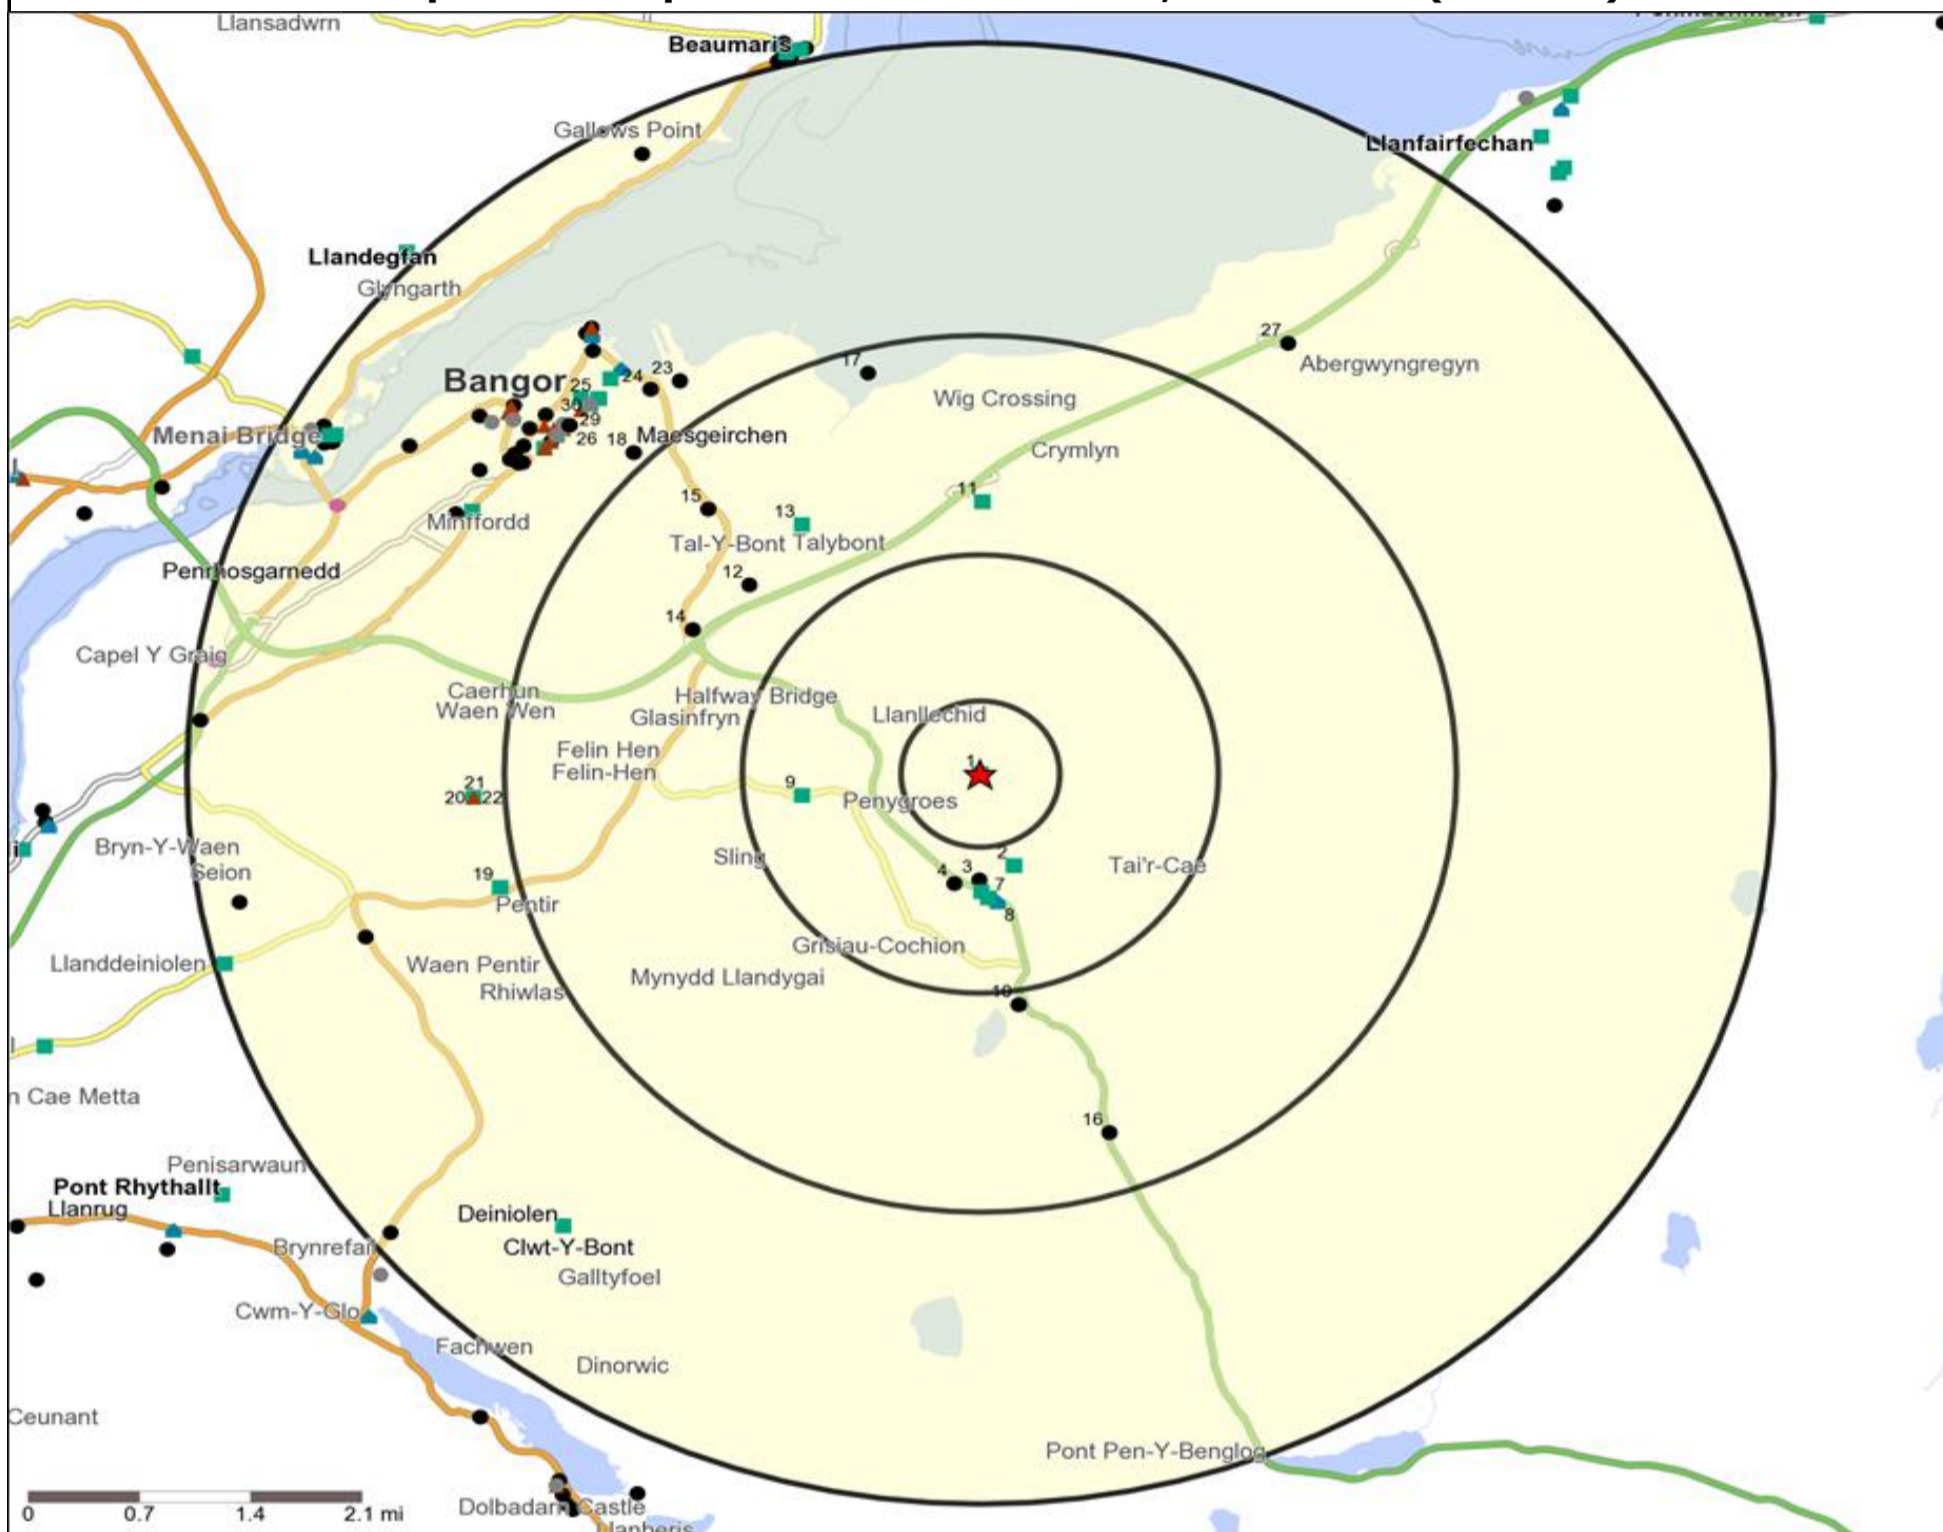 Llansadwrn
Beaumaris
Gallows Point
Llanfairfechan
Llandegfan
Glyngarth
27
Abergwyngregyn
17
23
24
Bangor
25
30
29
26
18
Maesgeirchen
Wig Crossing
Menai Bridge
Crymlyn
11
15
13
Minffordd
Tal-Y-Bont
Talybont
Penrhosgarnedd
12
14
Capel Y Graig
Caerhun
Waen Wen
Halfway Bridge
Glasinfryn
Llanllechid
Felin Hen
Felin-Hen
1
21
20
22
9
Penygroes
Bryn-Y-Waen
Seion
19
Pentir
Sling
4
3
2
7
8
Tai'r-Cae
Grisiau-Cochion
Llanddeiniolen
Waen Pentir
Rhiwlas
Mynydd Llandygai
10
n Cae Metta
16
Penisarwaun
Pont Rhythallt
Llanrug
Deiniolen
Clwt-Y-Bont
Brynrefail
Galltyfoel
Cwm-Y-Glo
Fachwen
Dinorwic
Ceunant
Pont Pen-Y-Benglog
0 0.7 1.4 2.1 mi
Dolbadarn Castle
Llanberis